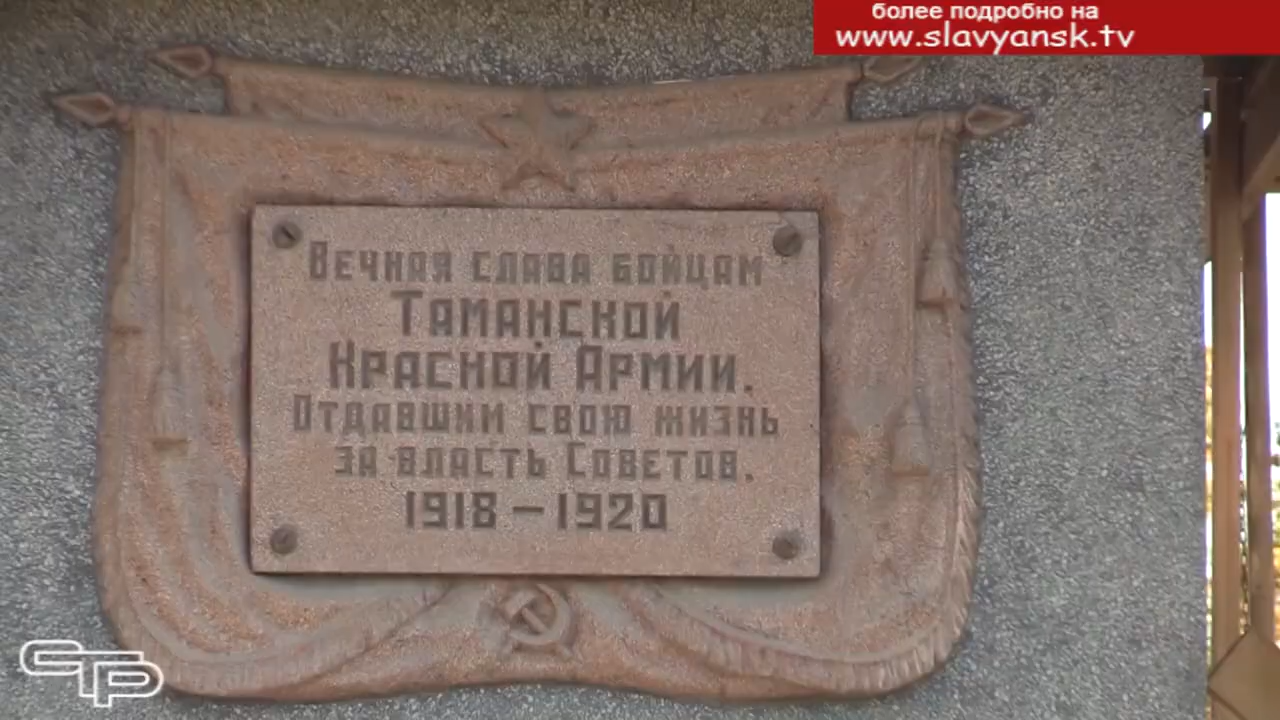 более подробно на
www.slavyansk.tv
Вечная слава бойцам
Таманской
Красной Армии.
Отдавшим свою жизнь
за власть Советов.
1918 – 1920
СТР